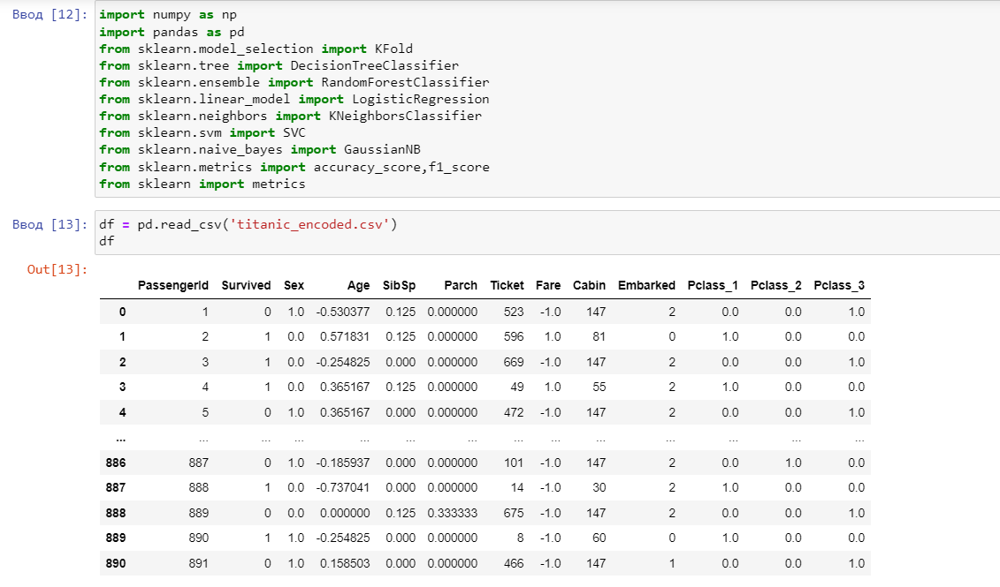 Ввод [12]: import numpy as np
import pandas as pd
from sklearn.model_selection import KFold
from sklearn.tree import DecisionTreeClassifier
from sklearn.ensemble import RandomForestClassifier
from sklearn.linear_model import LogisticRegression
from sklearn.neighbors import KNeighborsClassifier
from sklearn.svm import SVC
from sklearn.naive_bayes import GaussianNB
from sklearn.metrics import accuracy_score,f1_score
from sklearn import metrics
Ввод [13]: df = pd.read_csv('titanic_encoded.csv')
df
Out[13]:
PassengerId Survived Sex Age SibSp Parch Ticket Fare Cabin Embarked Pclass_1 Pclass_2 Pclass_3
0 1 0 1.0 -0.530377 0.125 0.000000 523 -1.0 147 2 0.0 0.0 1.0
1 2 1 0.0 0.571831 0.125 0.000000 596 1.0 81 0 1.0 0.0 0.0
2 3 1 0.0 -0.254825 0.000 0.000000 669 -1.0 147 2 0.0 0.0 1.0
3 4 1 0.0 0.365167 0.125 0.000000 49 1.0 55 2 1.0 0.0 0.0
4 5 0 1.0 0.365167 0.000 0.000000 472 -1.0 147 2 0.0 0.0 1.0
... ... ... ... ... ... ... ... ... ... ... ... ... ...
886 887 0 1.0 -0.185937 0.000 0.000000 101 -1.0 147 2 0.0 1.0 0.0
887 888 1 0.0 -0.737041 0.000 0.000000 14 -1.0 30 2 1.0 0.0 0.0
888 889 0 0.0 0.000000 0.125 0.333333 675 -1.0 147 2 0.0 0.0 1.0
889 890 1 1.0 -0.254825 0.000 0.000000 8 -1.0 60 0 1.0 0.0 0.0
890 891 0 1.0 0.158503 0.000 0.000000 466 -1.0 147 1 0.0 0.0 1.0